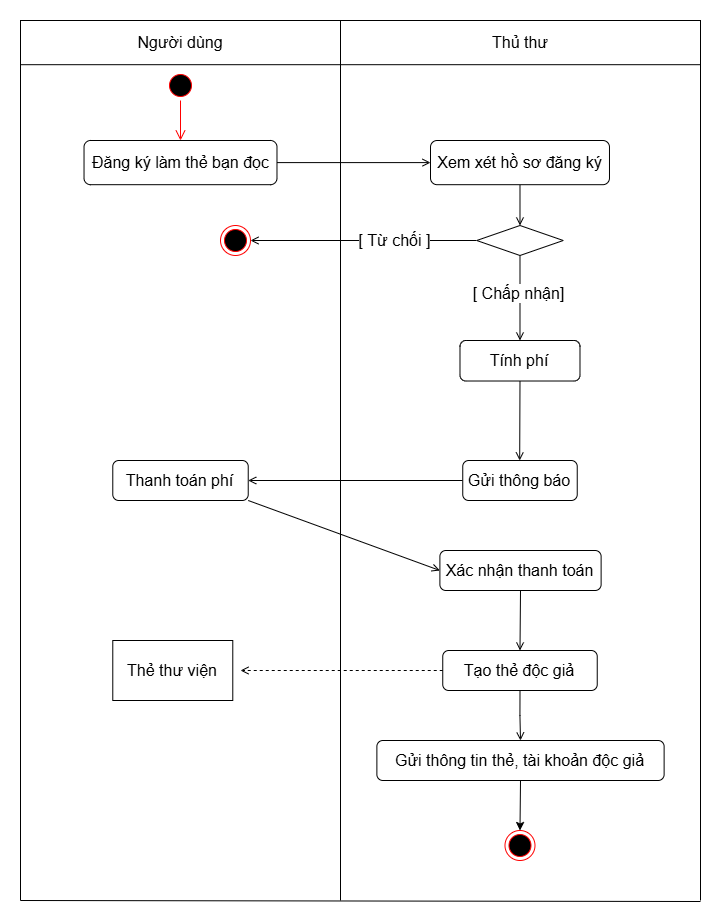 Người dùng
Thủ thư
Đăng ký làm thẻ bạn đọc
Xem xét hồ sơ đăng ký
[ Từ chối ]
[ Chấp nhận]
Tính phí
Thanh toán phí
Gửi thông báo
Xác nhận thanh toán
Thẻ thư viện
Tạo thẻ độc giả
Gửi thông tin thẻ, tài khoản độc giả